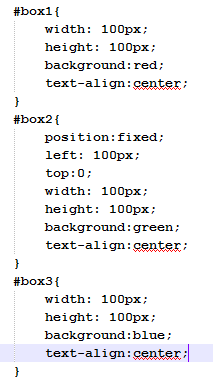 #box1{
width: 100px;
height: 100px;
background:red;
text-align:center;
}
#box2{
position:fixed;
left: 100px;
top:0;
width: 100px;
height: 100px;
background:green;
text-align:center;
}
#box3{
width: 100px;
height: 100px;
background:blue;
text-align:center;
}